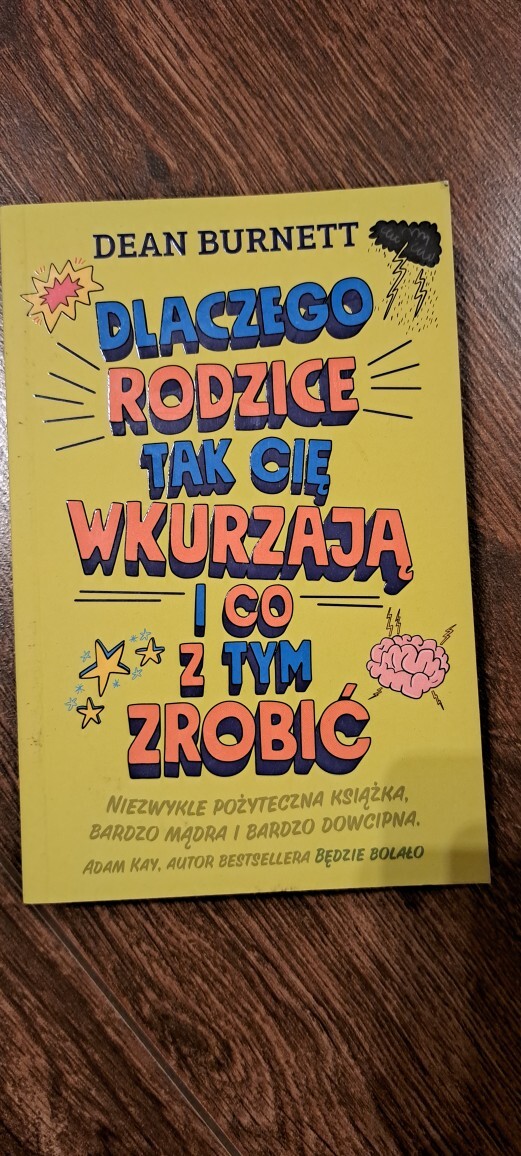 DEAN BURNETT
DLACZEGO
RODZICE
TAK CIĘ
WKURZAJĄ
I CO
Z TYM
ZROBIĆ
NIEZWYKLE POŻYTECZNA KSIĄŻKA,
BARDZO MĄDRA I BARDZO DOWCIPNA.
ADAM KAY, AUTOR BESTSELLERA BĘDZIE BOLAŁO